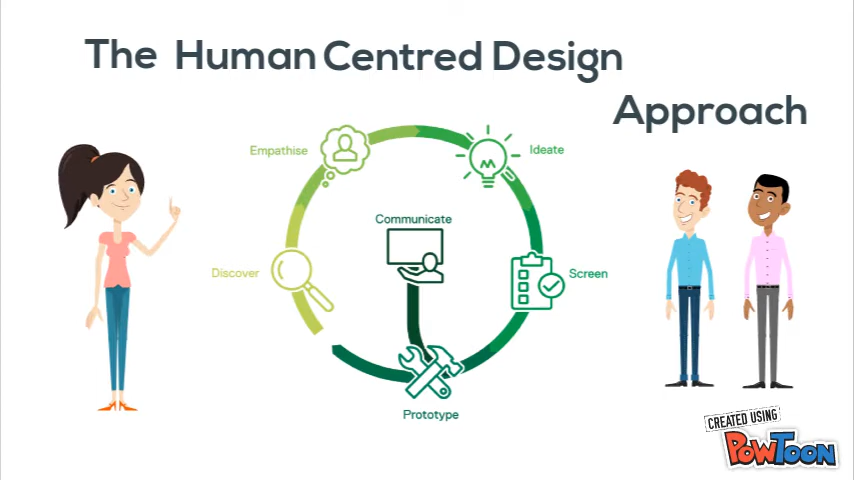 The Human Centred Design
Approach
Empathise
Ideate
Communicate
Discover
Screen
Prototype
CREATED USING
POWTOON